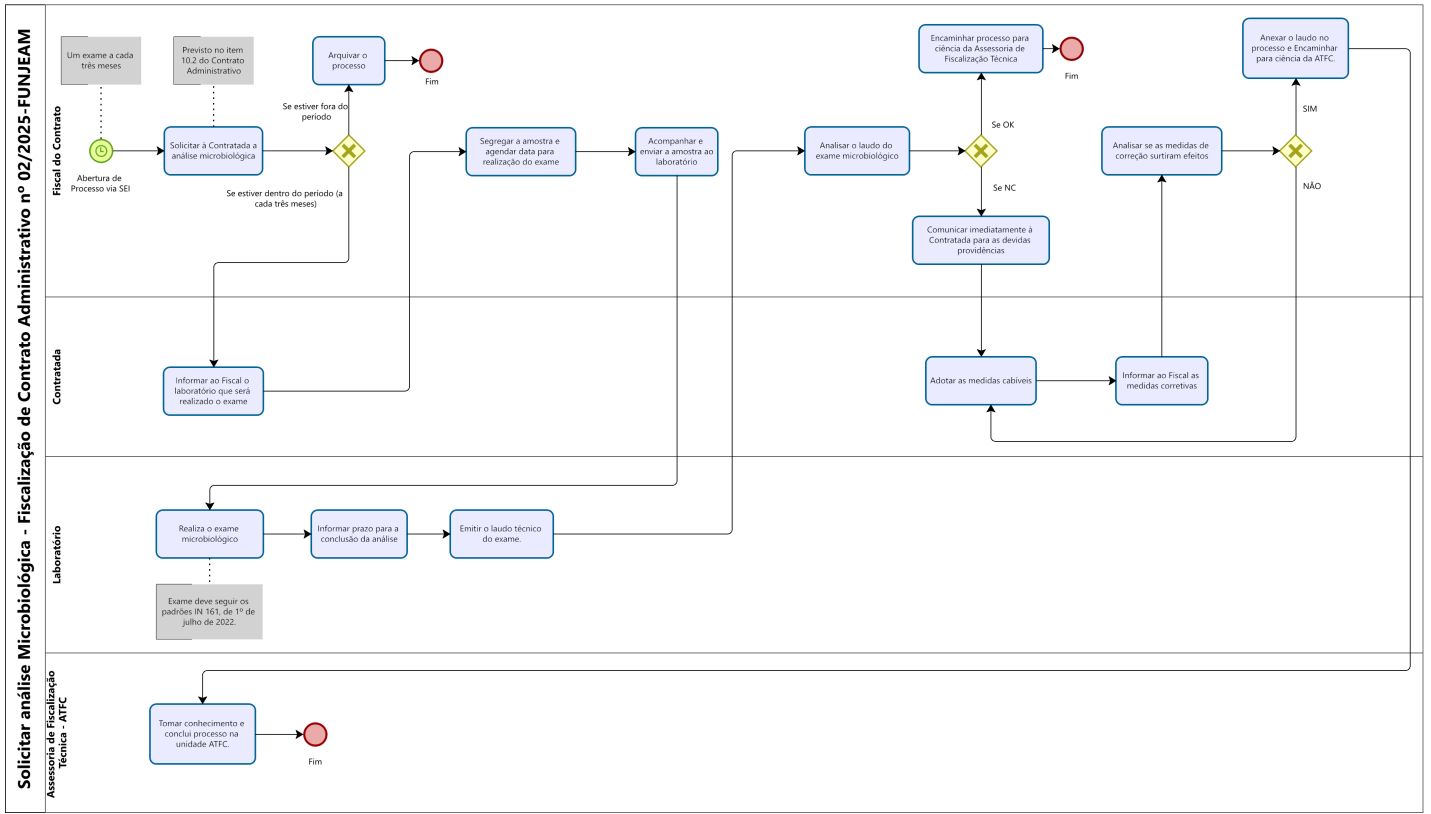 Solicitar análise Microbiológica - Fiscalização de Contrato Administrativo nº 02/2025-FUNJEAM
Fiscal do Contrato
Um exame a cada
três meses
Previsto no item
10.2 do Contrato
Administrativo
Abertura de
Processo via SEI
Solicitar à Contratada a
análise microbiológica
Arquivar o
processo
Fim
Se estiver fora do
período
Se estiver dentro do período (a
cada três meses)
Segregar a amostra e
agendar data para
realização do exame
Acompanhar e
enviar a amostra ao
laboratório
Analisar o laudo do
exame microbiológico
Encaminhar processo para
ciência da Assessoria de
Fiscalização Técnica
Fim
Se OK
Se NC
Comunicar imediatamente à
Contratada para as devidas
providências
Analisar se as medidas de
correção surtiram efeitos
Anexar o laudo no
processo e Encaminhar
para ciência da ATFC.
SIM
NÃO
Contratada
Informar ao Fiscal o
laboratório que será
realizado o exame
Adotar as medidas cabíveis
Informar ao Fiscal as
medidas corretivas
Laboratório
Realiza o exame
microbiológico
Informar prazo para a
conclusão da análise
Emitir o laudo técnico
do exame.
Exame deve seguir os
padrões IN 161, de 1º de
julho de 2022.
Assessoria de Fiscalização
Técnica - ATFC
Tomar conhecimento e
conclui processo na
unidade ATFC.
Fim